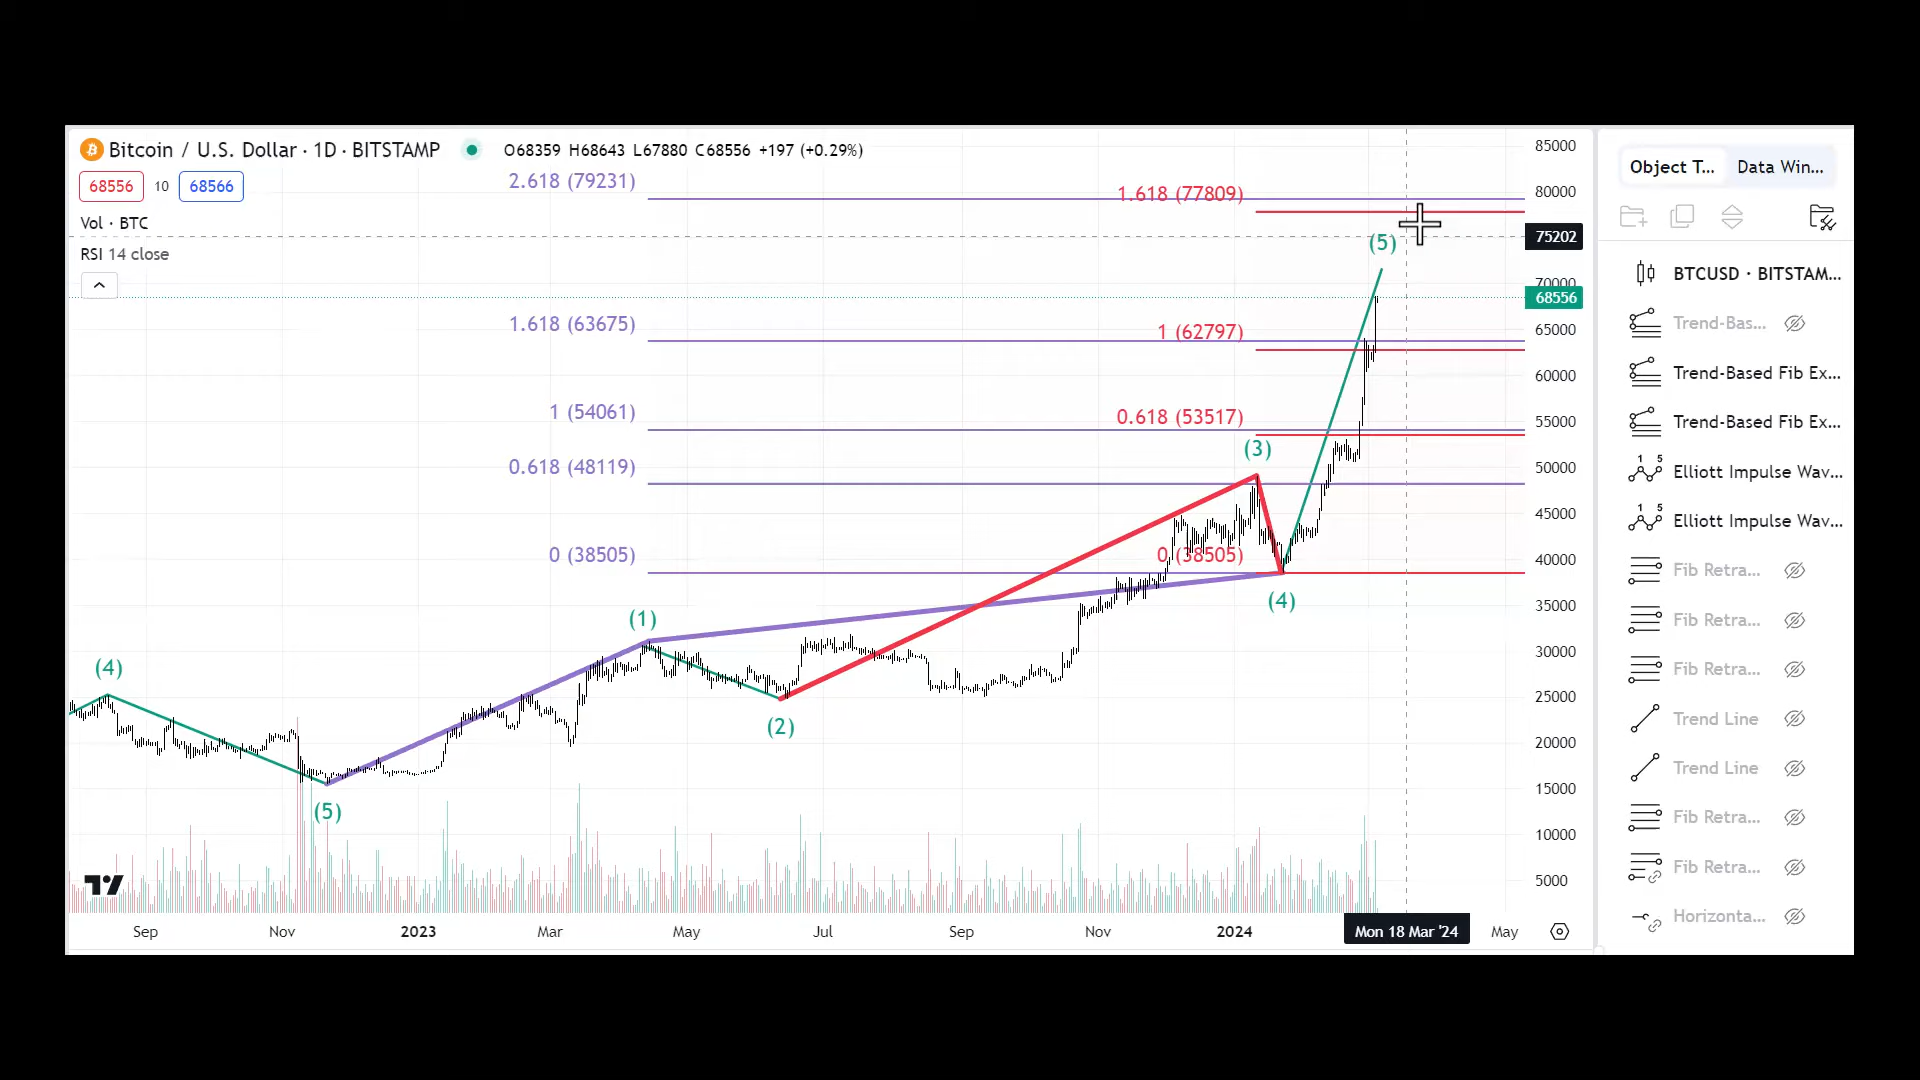 Bitcoin / U.S. Dollar · 1D · BITSTAMP
O68359 H68643 L67880 C68556 +197 (+0.29%)
68556 10 68566
Vol · BTC
RSI 14 close
2.618 (79231)
1.618 (77809)
1.618 (63675)
1 (62797)
1 (54061)
0.618 (53517)
0.618 (48119)
0 (38505)
0 (38505)
(4)
(5)
(1)
(2)
(3)
(4)
(5)
85000
80000
75202
70000
68556
65000
60000
55000
50000
45000
40000
35000
30000
25000
20000
15000
10000
5000
Sep Nov 2023 Mar May Jul Sep Nov 2024 Mon 18 Mar '24 May
Object T... Data Win...
BTCUSD · BITSTAM...
Trend-Bas...
Trend-Based Fib Ex...
Trend-Based Fib Ex...
1 5
Elliott Impulse Wav...
1 5
Elliott Impulse Wav...
Fib Retra...
Fib Retra...
Fib Retra...
Trend Line
Trend Line
Fib Retra...
Fib Retra...
Horizonta...